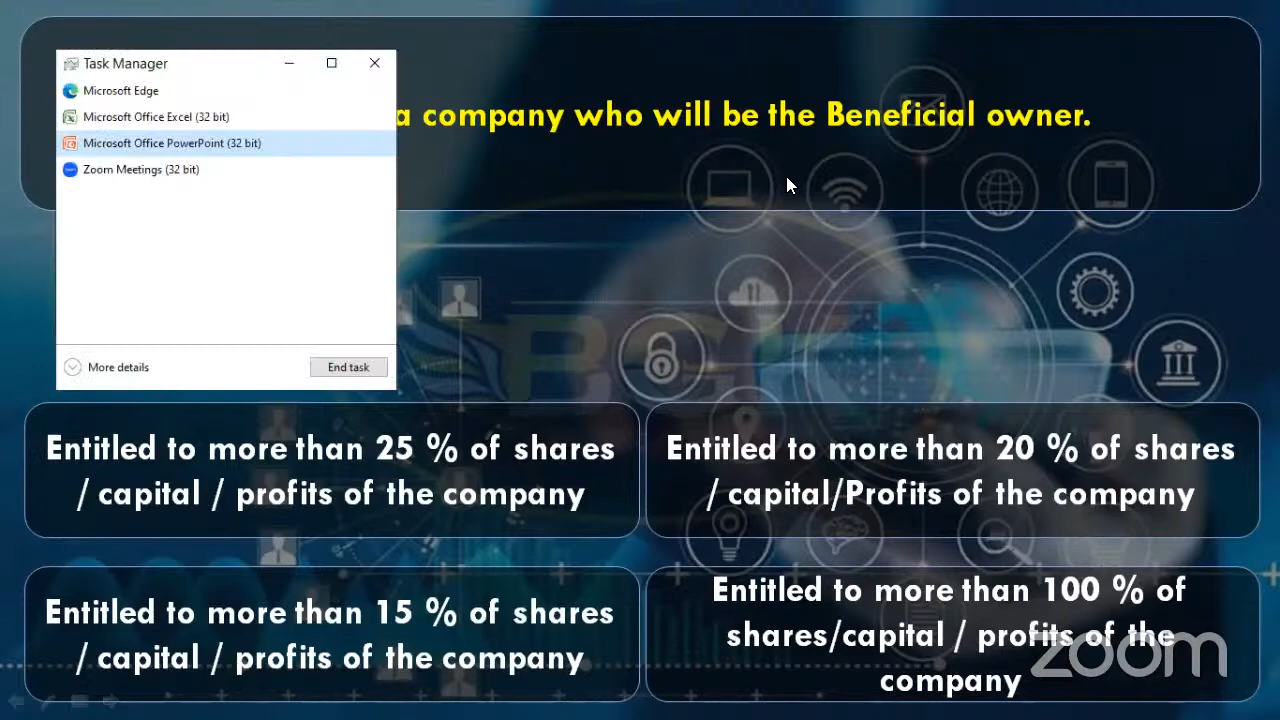 Task Manager
Microsoft Edge
Microsoft Office Excel (32 bit)
Microsoft Office PowerPoint (32 bit)
Zoom Meetings (32 bit)
More details
End task
a company who will be the Beneficial owner.
Entitled to more than 25 % of shares
/ capital / profits of the company
Entitled to more than 20 % of shares
/ capital/Profits of the company
Entitled to more than 15 % of shares
/ capital / profits of the company
Entitled to more than 100 % of
shares/capital / profits of the
company
zoom